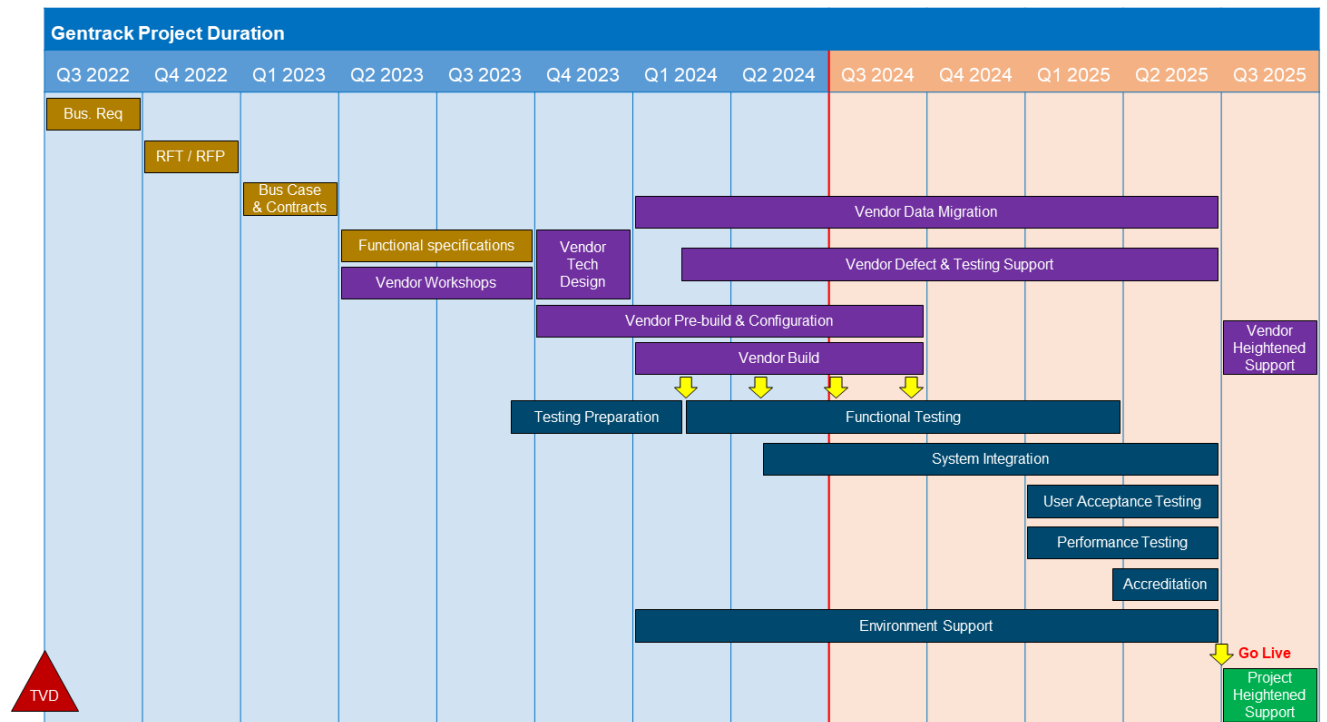 Gentrack Project Duration
Q3 2022 Q4 2022 Q1 2023 Q2 2023 Q3 2023 Q4 2023 Q1 2024 Q2 2024 Q3 2024 Q4 2024 Q1 2025 Q2 2025 Q3 2025
Bus. Req
RFT / RFP
Bus Case
& Contracts
Vendor Data Migration
Functional specifications
Vendor
Tech
Design
Vendor Defect & Testing Support
Vendor Workshops
Vendor Pre-build & Configuration
Vendor
Heightened
Support
Vendor Build
Testing Preparation
Functional Testing
System Integration
User Acceptance Testing
Performance Testing
Accreditation
Environment Support
Go Live
TVD
Project
Heightened
Support